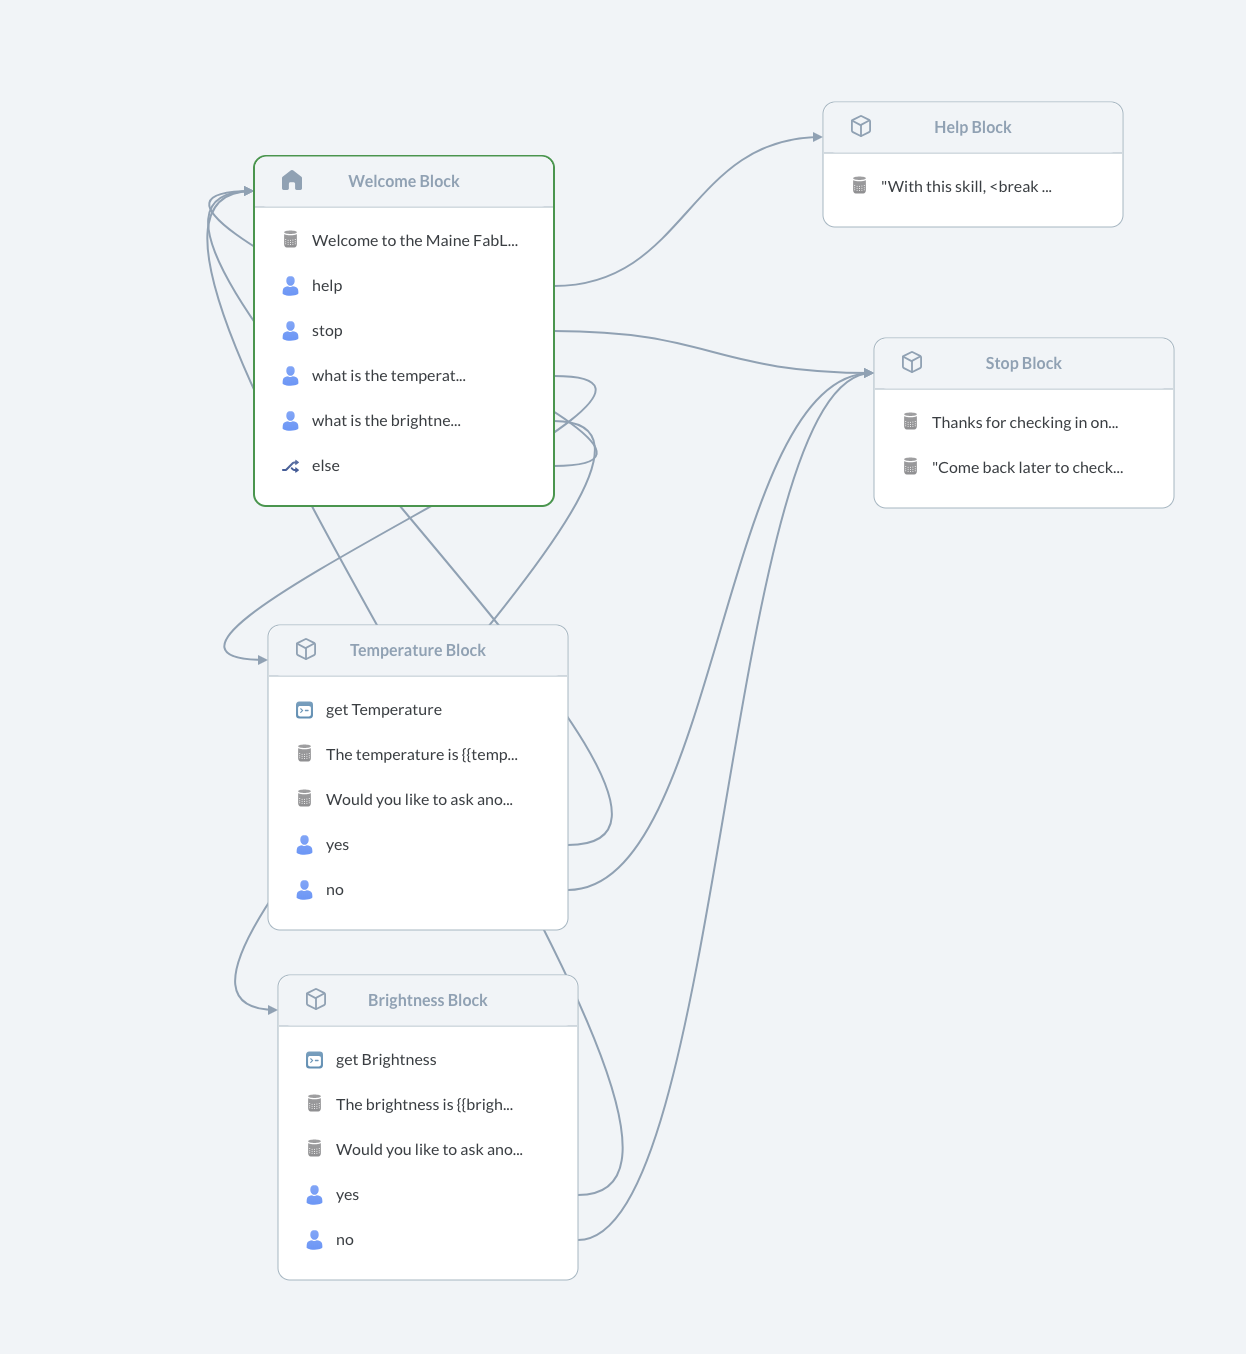 Help Block
"With this skill, <break ...
Welcome Block
Welcome to the Maine FabL...
help
stop
what is the temperat...
what is the brightne...
else
Stop Block
Thanks for checking in on...
"Come back later to check...
Temperature Block
get Temperature
The temperature is {{temp...
Would you like to ask ano...
yes
no
Brightness Block
get Brightness
The brightness is {{brigh...
Would you like to ask ano...
yes
no